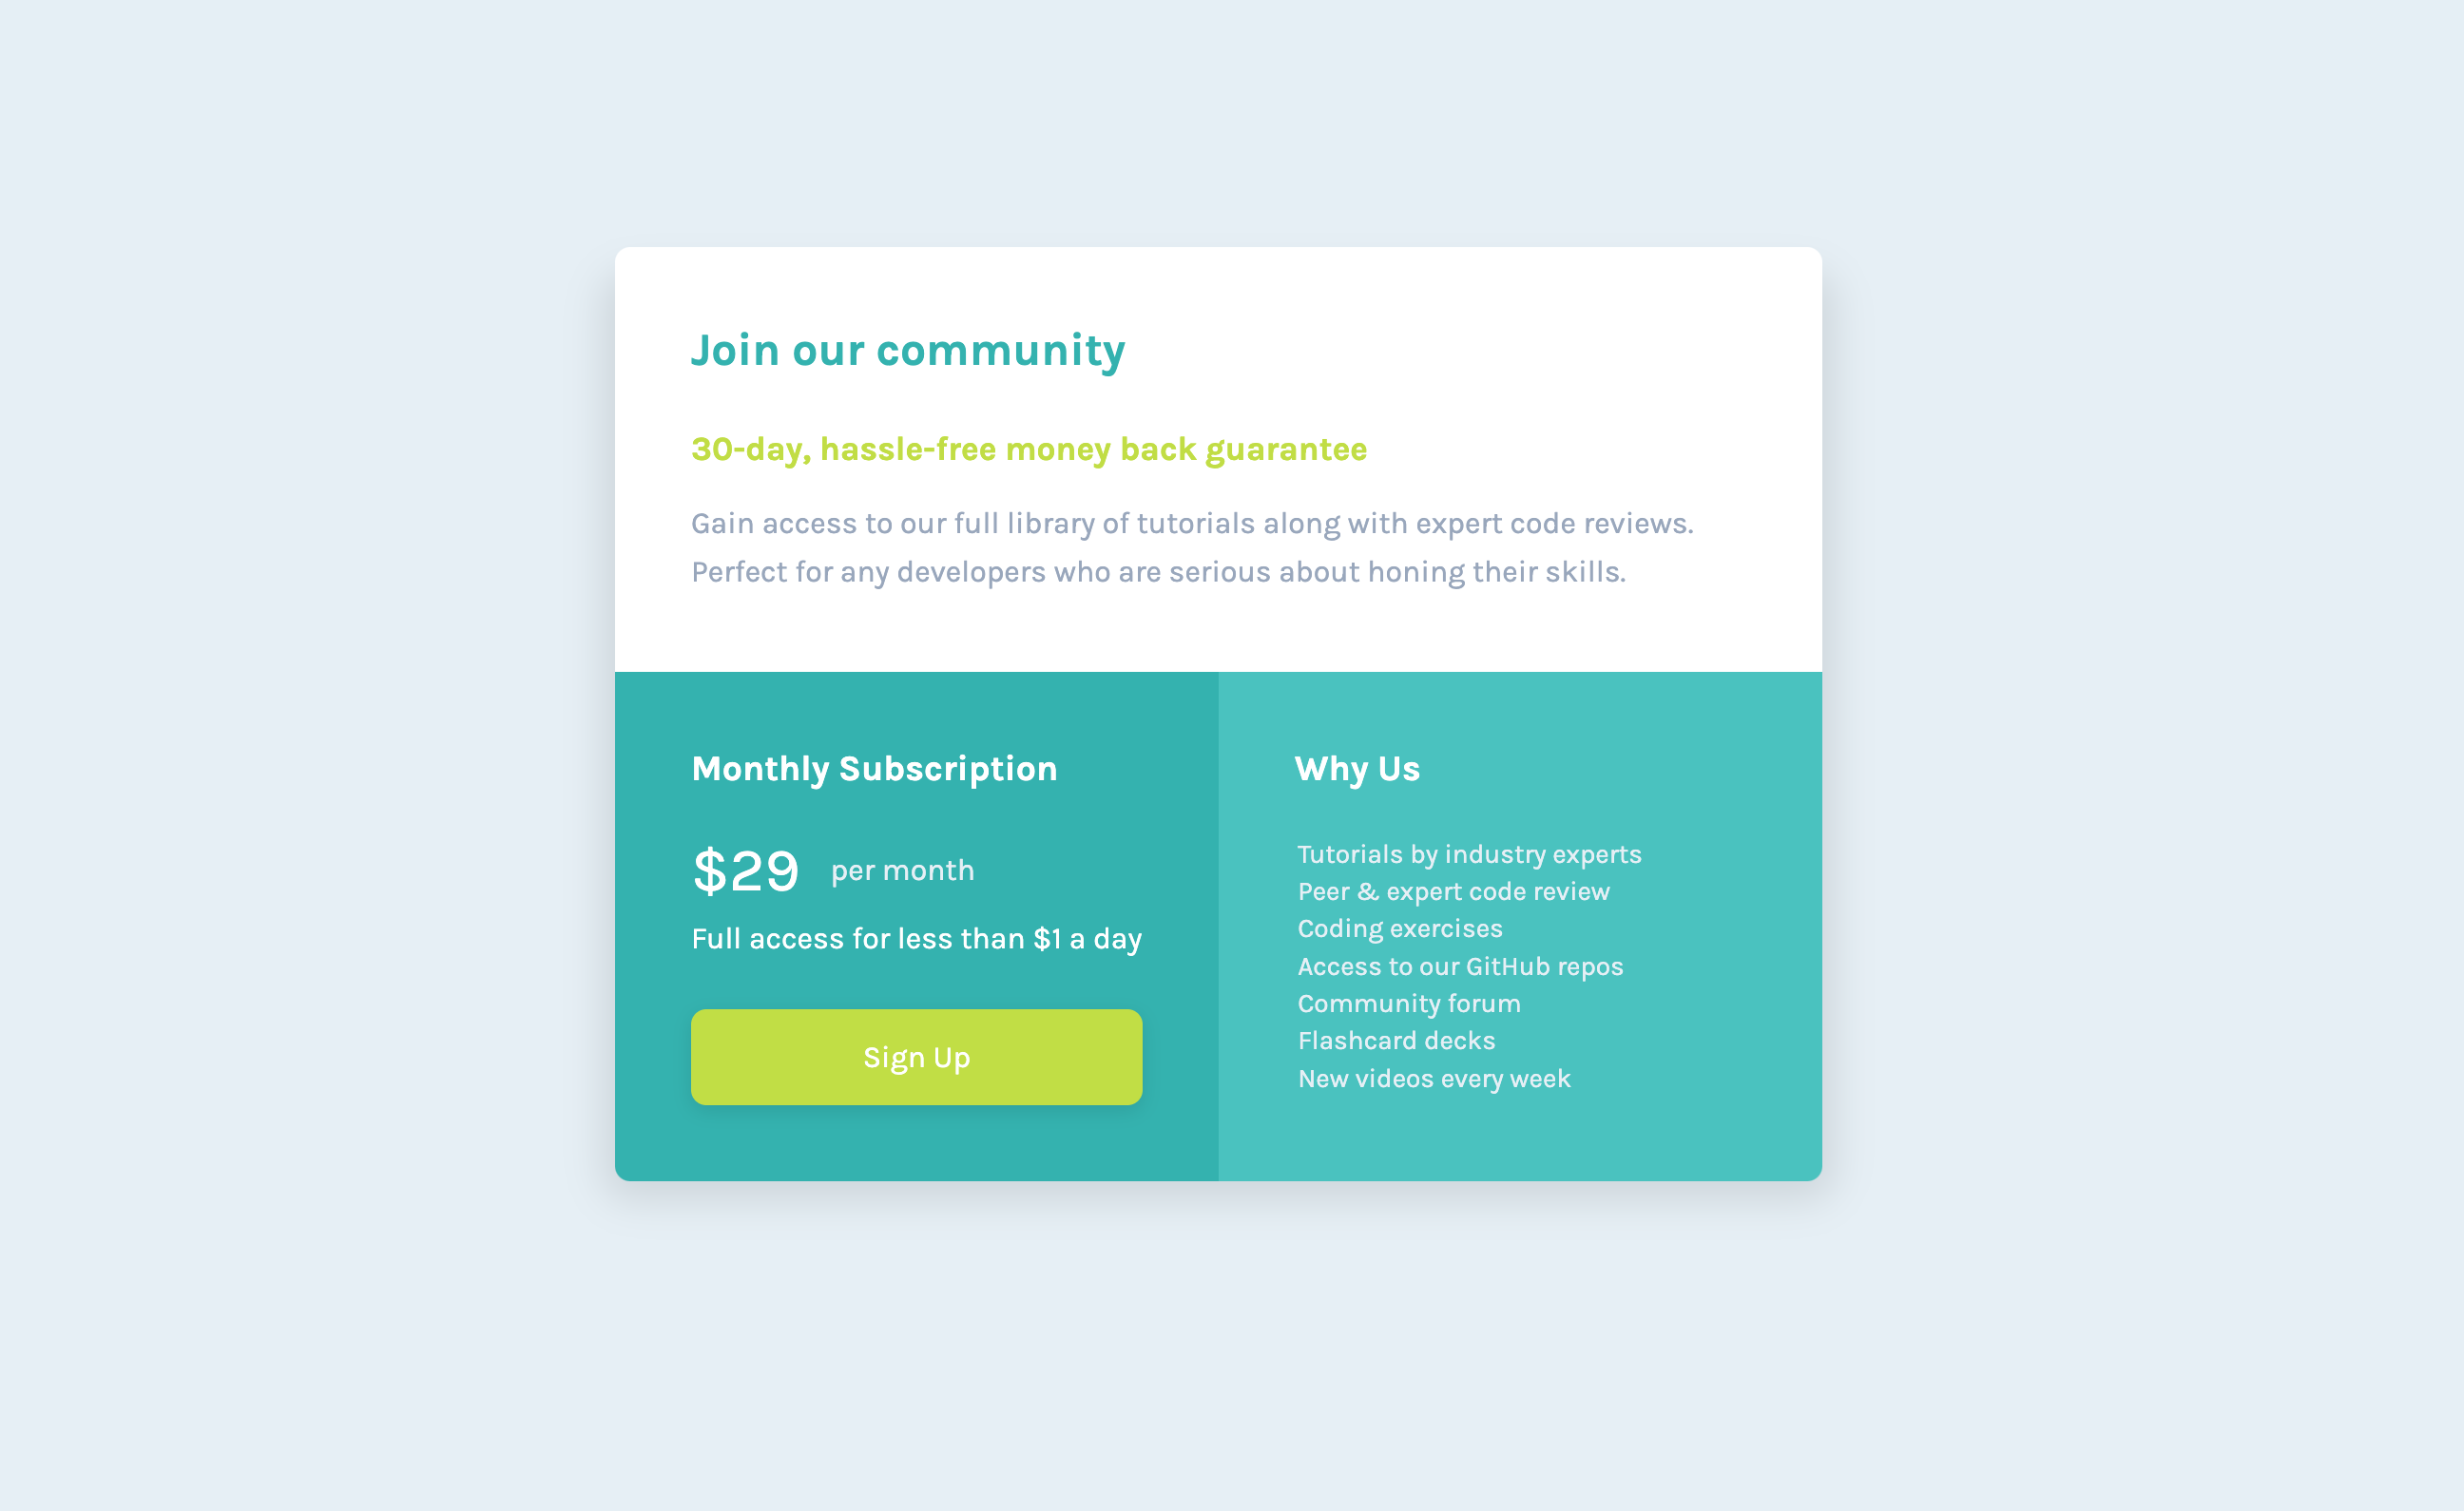 Join our community
30-day, hassle-free money back guarantee
Gain access to our full library of tutorials along with expert code reviews.
Perfect for any developers who are serious about honing their skills.
Monthly Subscription
$29 per month
Full access for less than $1 a day
Sign Up
Why Us
Tutorials by industry experts
Peer & expert code review
Coding exercises
Access to our GitHub repos
Community forum
Flashcard decks
New videos every week